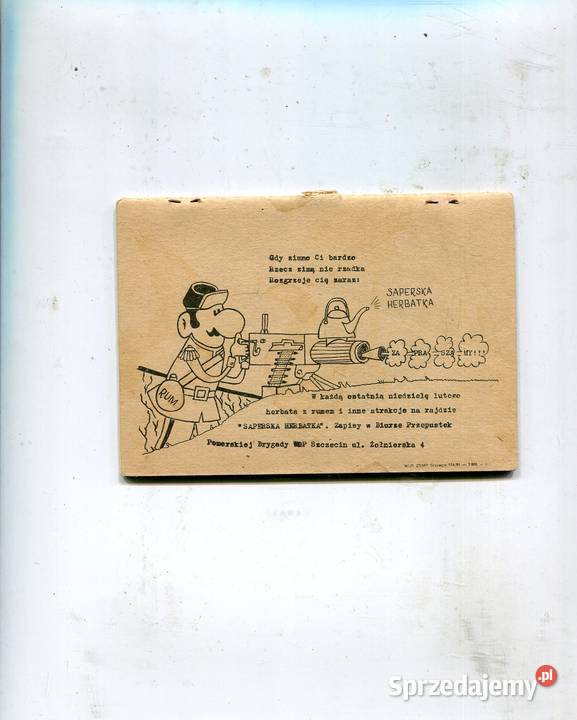 Gdy zimno Ci bardzo
Rzecz zimą nie rzadka
Rozgrzeje cię zaraz:
SAPERSKA
HERBATKA
ZA PRA SZA MY!!!
RUM
W każdą ostatnią niedzielę lutego
herbata z rumem i inne atrakcje na rajdzie
"SAPERSKA HERBATKA". Zapisy w Biurze Przepustek
Pomorskiej Brygady WOP Szczecin ul. Żołnierska 4
Sprzedajemy.pl